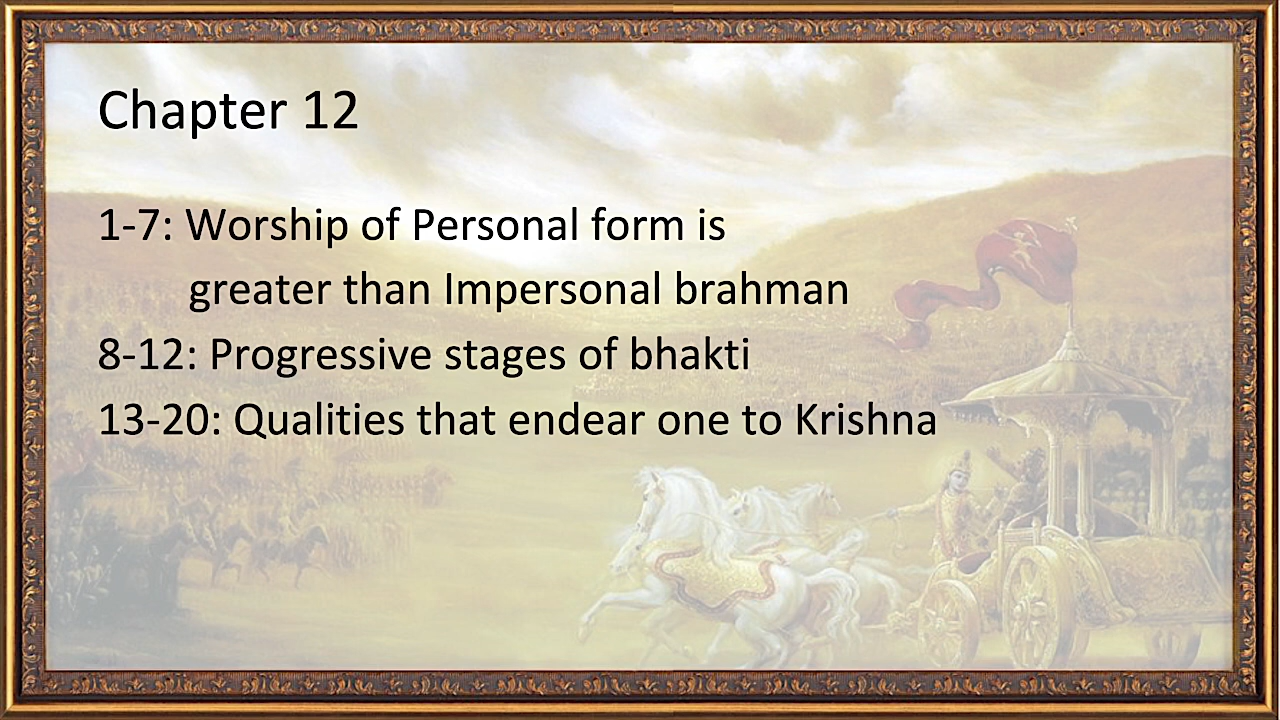 Chapter 12
1-7: Worship of Personal form is
greater than Impersonal brahman
8-12: Progressive stages of bhakti
13-20: Qualities that endear one to Krishna